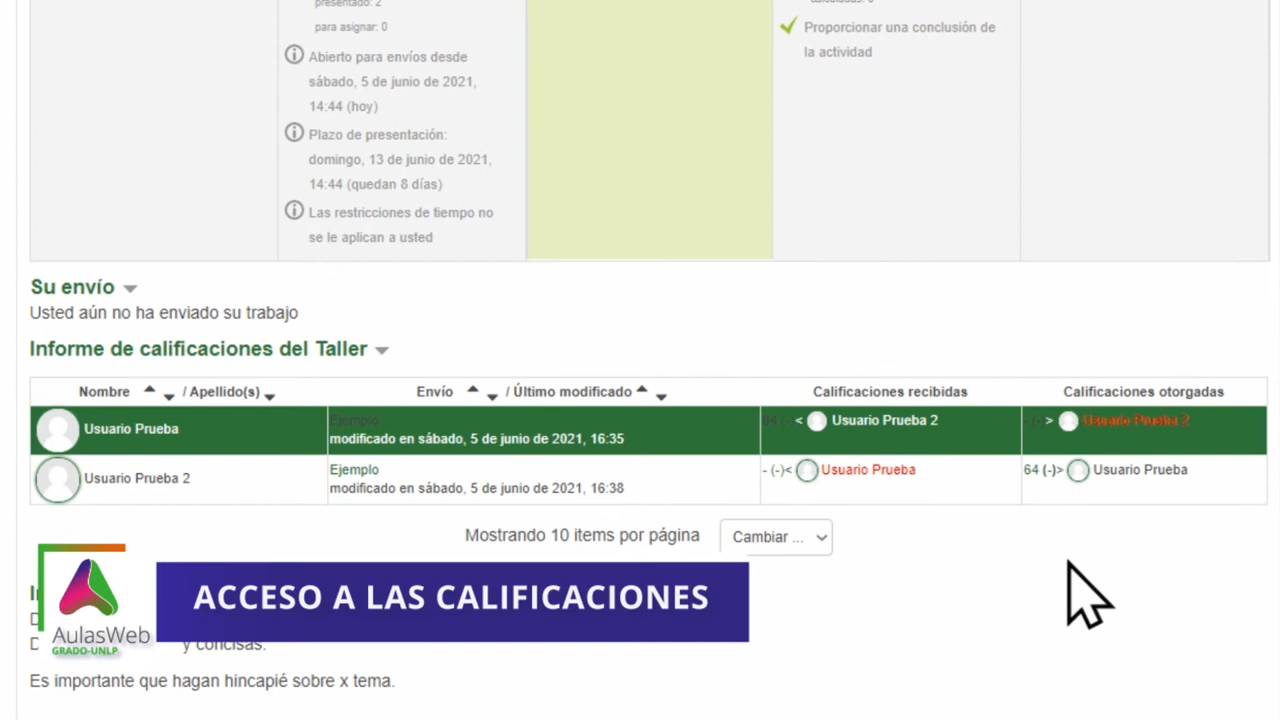 presentado: 2
para asignar: 0
Abierto para envíos desde
sábado, 5 de junio de 2021,
14:44 (hoy)
Plazo de presentación:
domingo, 13 de junio de 2021,
14:44 (quedan 8 días)
Las restricciones de tiempo no
se le aplican a usted
Proporcionar una conclusión de
la actividad
Su envío
Usted aún no ha enviado su trabajo
Informe de calificaciones del Taller
Nombre / Apellido(s) Envío / Último modificado Calificaciones recibidas Calificaciones otorgadas
Usuario Prueba
Ejemplo
modificado en sábado, 5 de junio de 2021, 16:35
64 (-)< Usuario Prueba 2
- (-)> Usuario Prueba 2
Usuario Prueba 2
Ejemplo
modificado en sábado, 5 de junio de 2021, 16:38
- (-)< Usuario Prueba
64 (-)> Usuario Prueba
Mostrando 10 items por página Cambiar ...
ACCESO A LAS CALIFICACIONES
AulasWeb
GRADO-UNLP
y concisas.
Es importante que hagan hincapié sobre x tema.